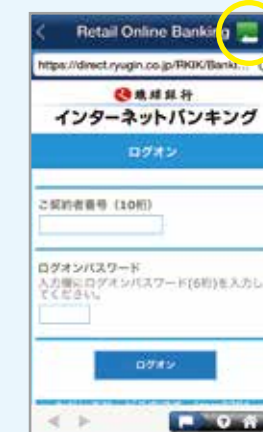 Retail Online Banking
https://direct.ryugin.co.jp/RKIK/Banki...
琉球銀行
インターネットバンキング
ログオン
ご契約者番号 (10桁)
ログオンパスワード
入力欄にログオンパスワード(6桁)を入力し
てください。
ログオン